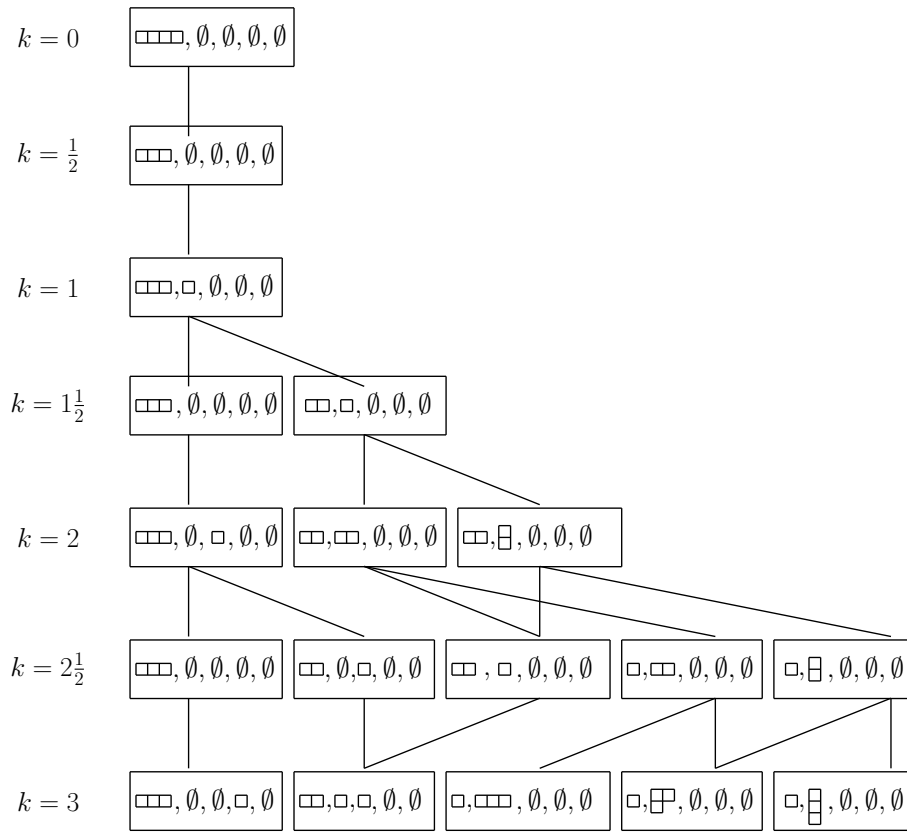 k = 0 □□□□, ∅, ∅, ∅, ∅
k = 1/2 □□□, ∅, ∅, ∅, ∅
k = 1 □□□, □, ∅, ∅, ∅
k = 1 1/2 □□□, ∅, ∅, ∅, ∅ □□, □, ∅, ∅, ∅
k = 2 □□□, ∅, □, ∅, ∅ □□, □□, ∅, ∅, ∅ □□, , ∅, ∅, ∅
k = 2 1/2 □□□, ∅, ∅, ∅, ∅ □□, ∅, □, ∅, ∅ □□ , □, ∅, ∅, ∅ □, □□, ∅, ∅, ∅ □, , ∅, ∅, ∅
k = 3 □□□, ∅, ∅, □, ∅ □□, □, □, ∅, ∅ □, □□□, ∅, ∅, ∅ □, , ∅, ∅, ∅ □, , ∅, ∅, ∅